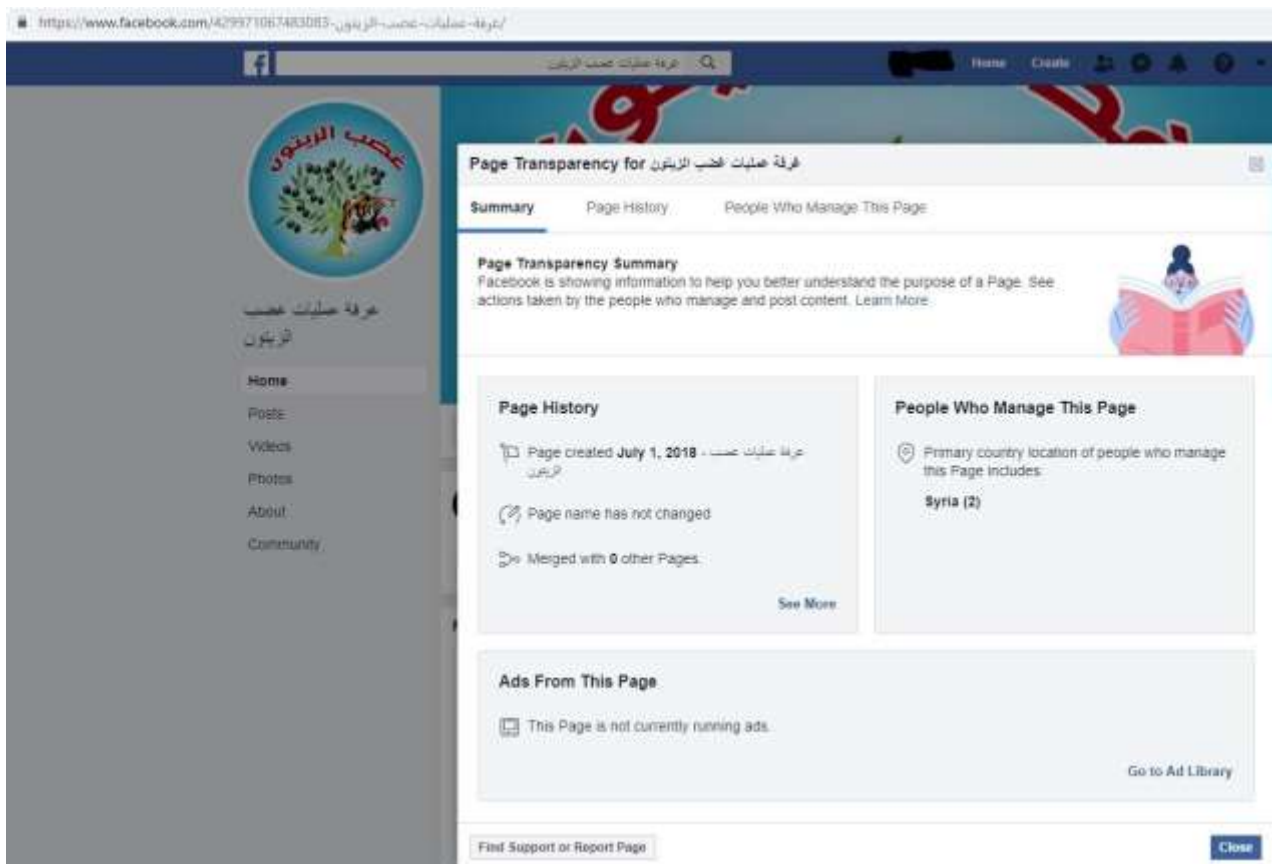 https://www.facebook.com/429971067483083-غرفة-عمليات-غضب-الزيتون/
غرفة عمليات غضب الزيتون
Home Create
غضب الزيتون
غرفة عمليات غضب
الزيتون
Home
Posts
Videos
Photos
About
Community
Page Transparency for غرفة عمليات غضب الزيتون
Summary Page History People Who Manage This Page
Page Transparency Summary
Facebook is showing information to help you better understand the purpose of a Page. See
actions taken by the people who manage and post content. Learn More
Page History
Page created July 1, 2018 - غرفة عمليات غضب
الزيتون
Page name has not changed
Merged with 0 other Pages.
See More
People Who Manage This Page
Primary country location of people who manage
this Page includes:
Syria (2)
Ads From This Page
This Page is not currently running ads.
Go to Ad Library
Find Support or Report Page
Close